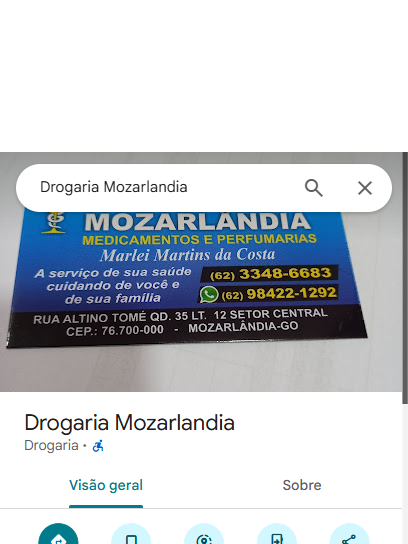 Drogaria Mozarlandia
MOZARLÂNDIA
MEDICAMENTOS E PERFUMARIAS
Marlei Martins da Costa
A serviço de sua saúde
cuidando de você e
de sua família
(62) 3348-6683
(62) 98422-1292
RUA ALTINO TOMÉ QD. 35 LT. 12 SETOR CENTRAL
CEP.: 76.700-000 - MOZARLÂNDIA-GO
Drogaria Mozarlandia
Drogaria ·
Visão geral
Sobre